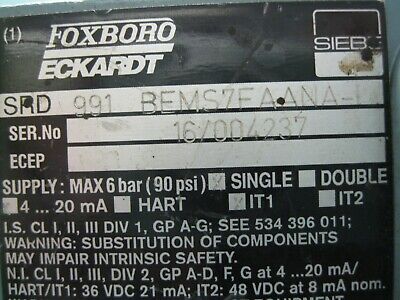 (1) FOXBORO
ECKARDT
SIEBE
SRD 991 BEMS7FAANA-
SER.No 16/004237
ECEP
SUPPLY: MAX 6 bar (90 psi) SINGLE DOUBLE
4 ... 20 mA HART IT1 IT2
I.S. CL I, II, III DIV 1, GP A-G; SEE 534 396 011;
WARNING: SUBSTITUTION OF COMPONENTS
MAY IMPAIR INTRINSIC SAFETY.
N.I. CL I, II, III, DIV 2, GP A-D, F, G at 4 ...20 mA/
HART/IT1: 36 VDC 21 mA; IT2: 48 VDC at 8 mA nom.